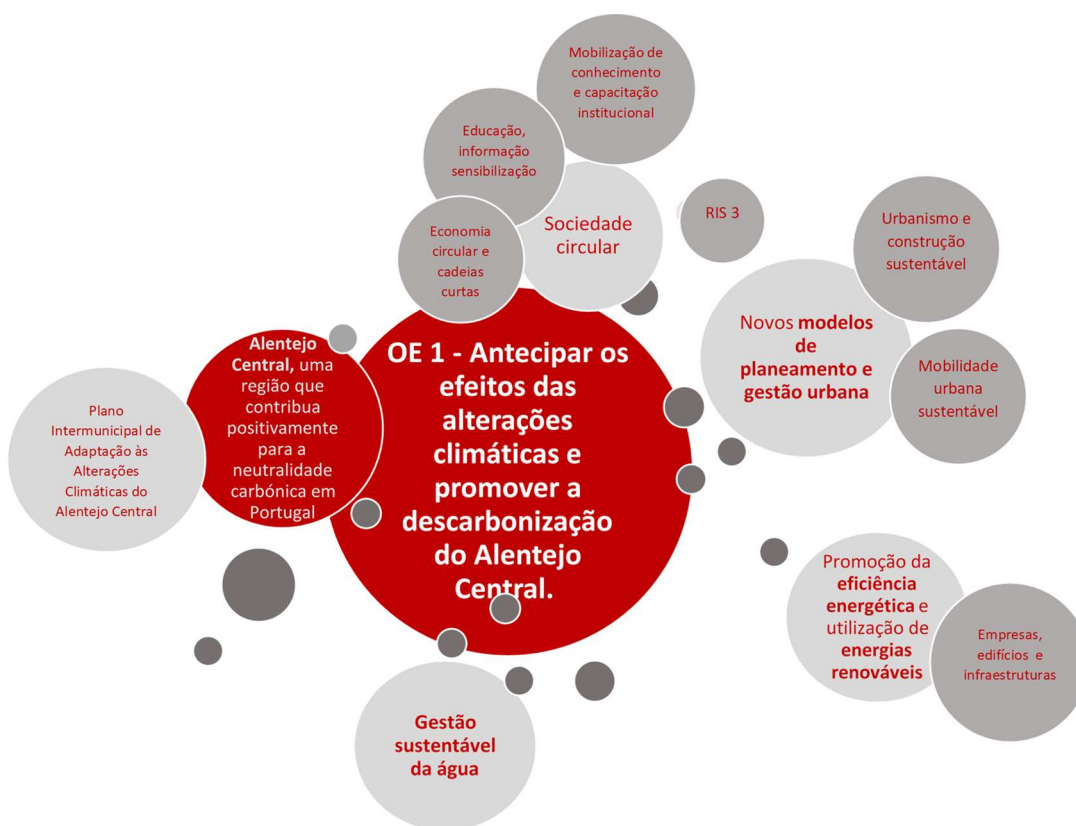 Mobilização de
conhecimento
e capacitação
institucional
Educação,
informação
sensibilização
Economia
circular e
cadeias
curtas
Sociedade
circular
RIS 3
Urbanismo e
construção
sustentável
Novos modelos
de
planeamento e
gestão urbana
Mobilidade
urbana
sustentável
OE 1 - Antecipar os
efeitos das
alterações
climáticas e
promover a
descarbonização
do Alentejo
Central.
Alentejo
Central, uma
região que
contribua
positivamente
para a
neutralidade
carbónica em
Portugal
Plano
Intermunicipal de
Adaptação às
Alterações
Climáticas do
Alentejo Central
Promoção da
eficiência
energética e
utilização de
energias
renováveis
Empresas,
edifícios e
infraestruturas
Gestão
sustentável
da água